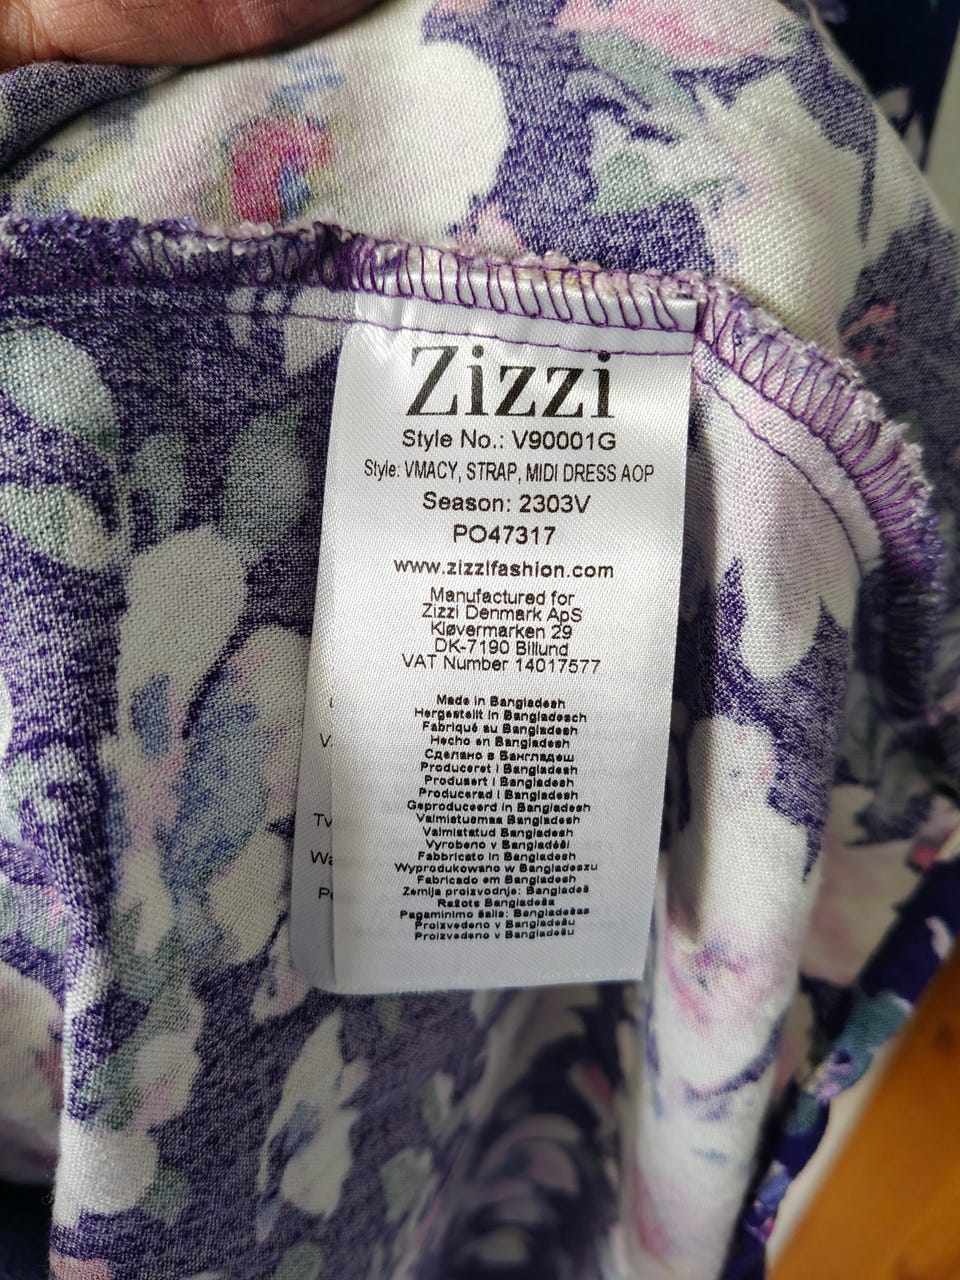 Zizzi
Style No.: V90001G
Style: VMACY, STRAP, MIDI DRESS AOP
Season: 2303V
PO47317
www.zizzifashion.com
Manufactured for
Zizzi Denmark ApS
Kløvermarken 29
DK-7190 Billund
VAT Number 14017577
Made in Bangladesh
Hergestellt in Bangladesch
Fabriqué au Bangladesh
Hecho en Bangladesh
Сделано в Бангладеш
Produceret i Bangladesh
Produsert i Bangladesh
Producerad i Bangladesh
Geproduceerd in Bangladesh
Valmistusmaa Bangladesh
Valmistatud Bangladesh
Vyrobeno v Bangladéši
Fabbricato in Bangladesh
Wyprodukowano w Bangladeszu
Fabricado em Bangladesh
Zemlja proizvodnje: Bangladeš
Ražots Bangladeša
Pagaminimo šalis: Bangladešas
Proizvedeno v Bangladešu
Proizvedeno v Bangladešu